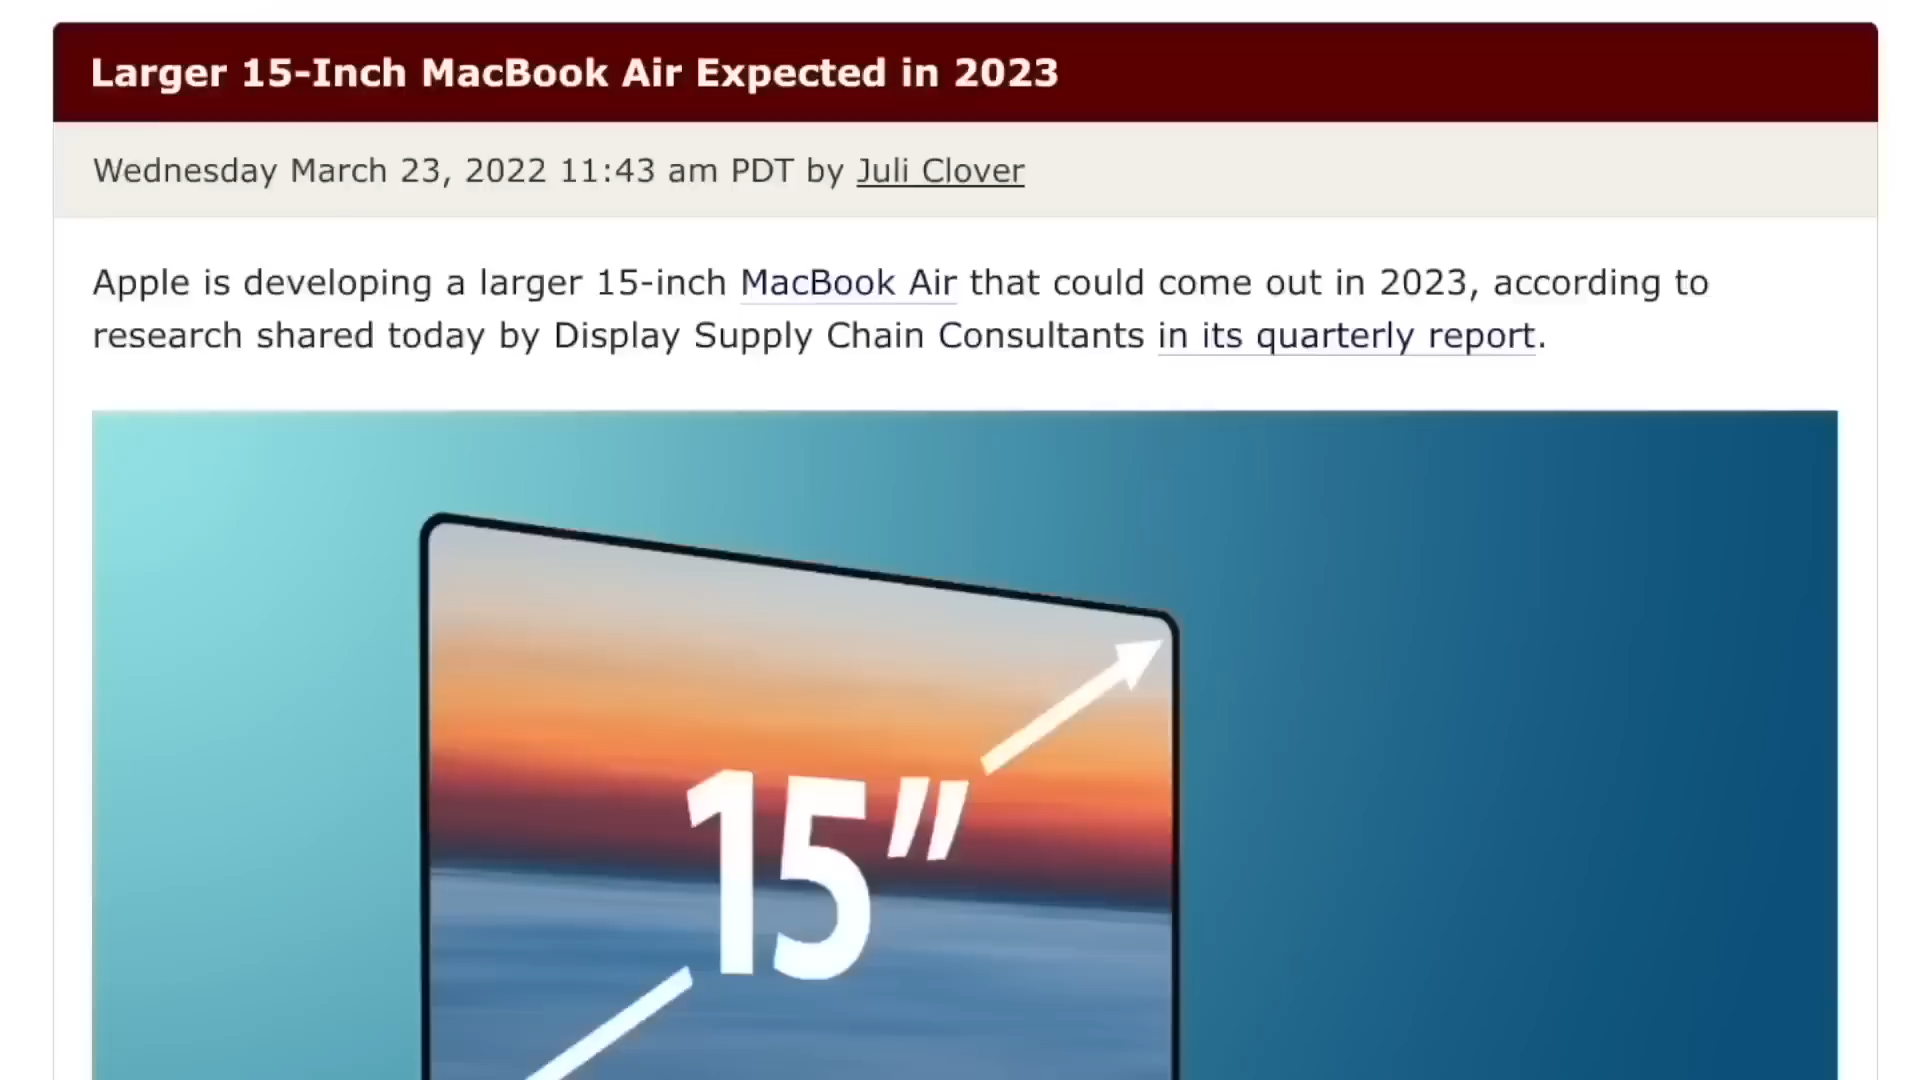 Larger 15-Inch MacBook Air Expected in 2023
Wednesday March 23, 2022 11:43 am PDT by Juli Clover
Apple is developing a larger 15-inch MacBook Air that could come out in 2023, according to
research shared today by Display Supply Chain Consultants in its quarterly report.
15″